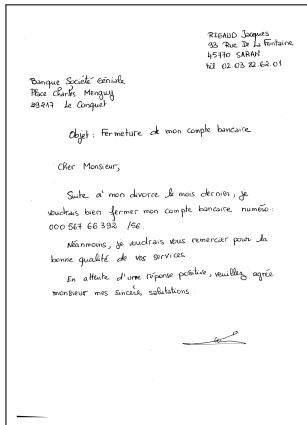 RIGAUD Jacques
93 Rue De La Fontaine
45770 SARAN
tél 02.03.82.62.01
Banque Société Générale
Place Charles Menguy
29217 Le Conquet
Objet : Fermeture de mon compte bancaire
Cher Monsieur,
Suite a' mon divorce le mois dernier, je
voudrais bien fermer mon compte bancaire numéro :
000 567 66 392 /56.
Néanmoins, je voudrais vous remercier pour la
bonne qualité de vos services.
En attente d'une réponse positive, veuillez agrée
monsieur mes sincères salutations